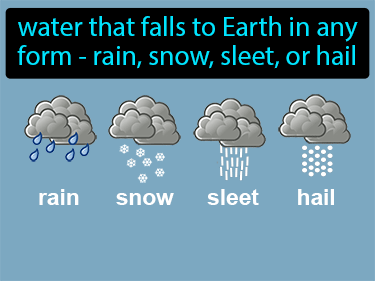 water that falls to Earth in any
form - rain, snow, sleet, or hail
rain snow sleet hail